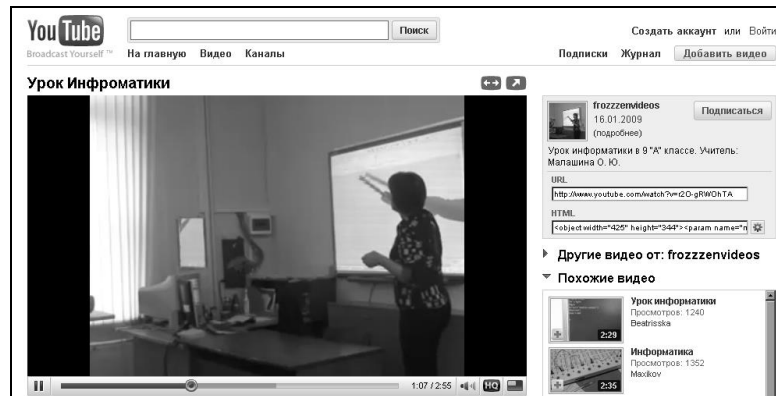 YouTube
Broadcast Yourself ™
Поиск
Создать аккаунт или Войти
На главную Видео Каналы
Подписки Журнал Добавить видео
Урок Инфроматики
frozzzenvideos
16.01.2009
(подробнее)
Подписаться
Урок информатики в 9 "А" классе. Учитель:
Малашина О. Ю.
URL
http://www.youtube.com/watch?v=r2O-gRWOhTA
HTML
<object width="425" height="344"><param name="n
Другие видео от: frozzzenvideos
Похожие видео
Урок информатики
Просмотров: 1240
Beatrisska
2:29
Информатика
Просмотров: 1352
Maxikov
2:35
1:07 / 2:55 HQ